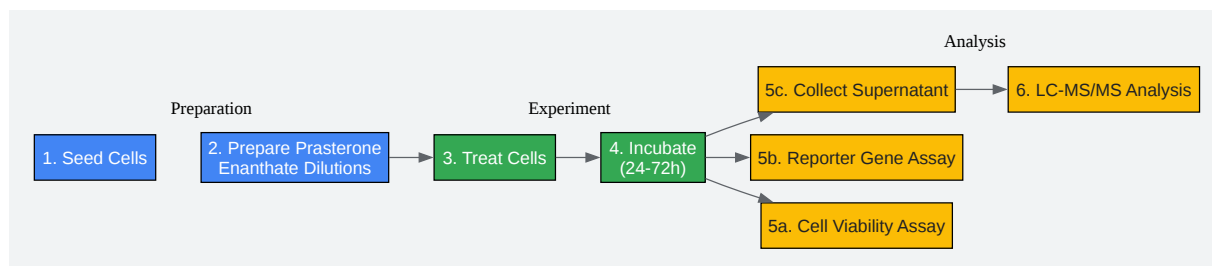 Preparation
1. Seed Cells
2. Prepare Prasterone
Enanthate Dilutions
Experiment
3. Treat Cells
4. Incubate
(24-72h)
Analysis
5c. Collect Supernatant
6. LC-MS/MS Analysis
5b. Reporter Gene Assay
5a. Cell Viability Assay